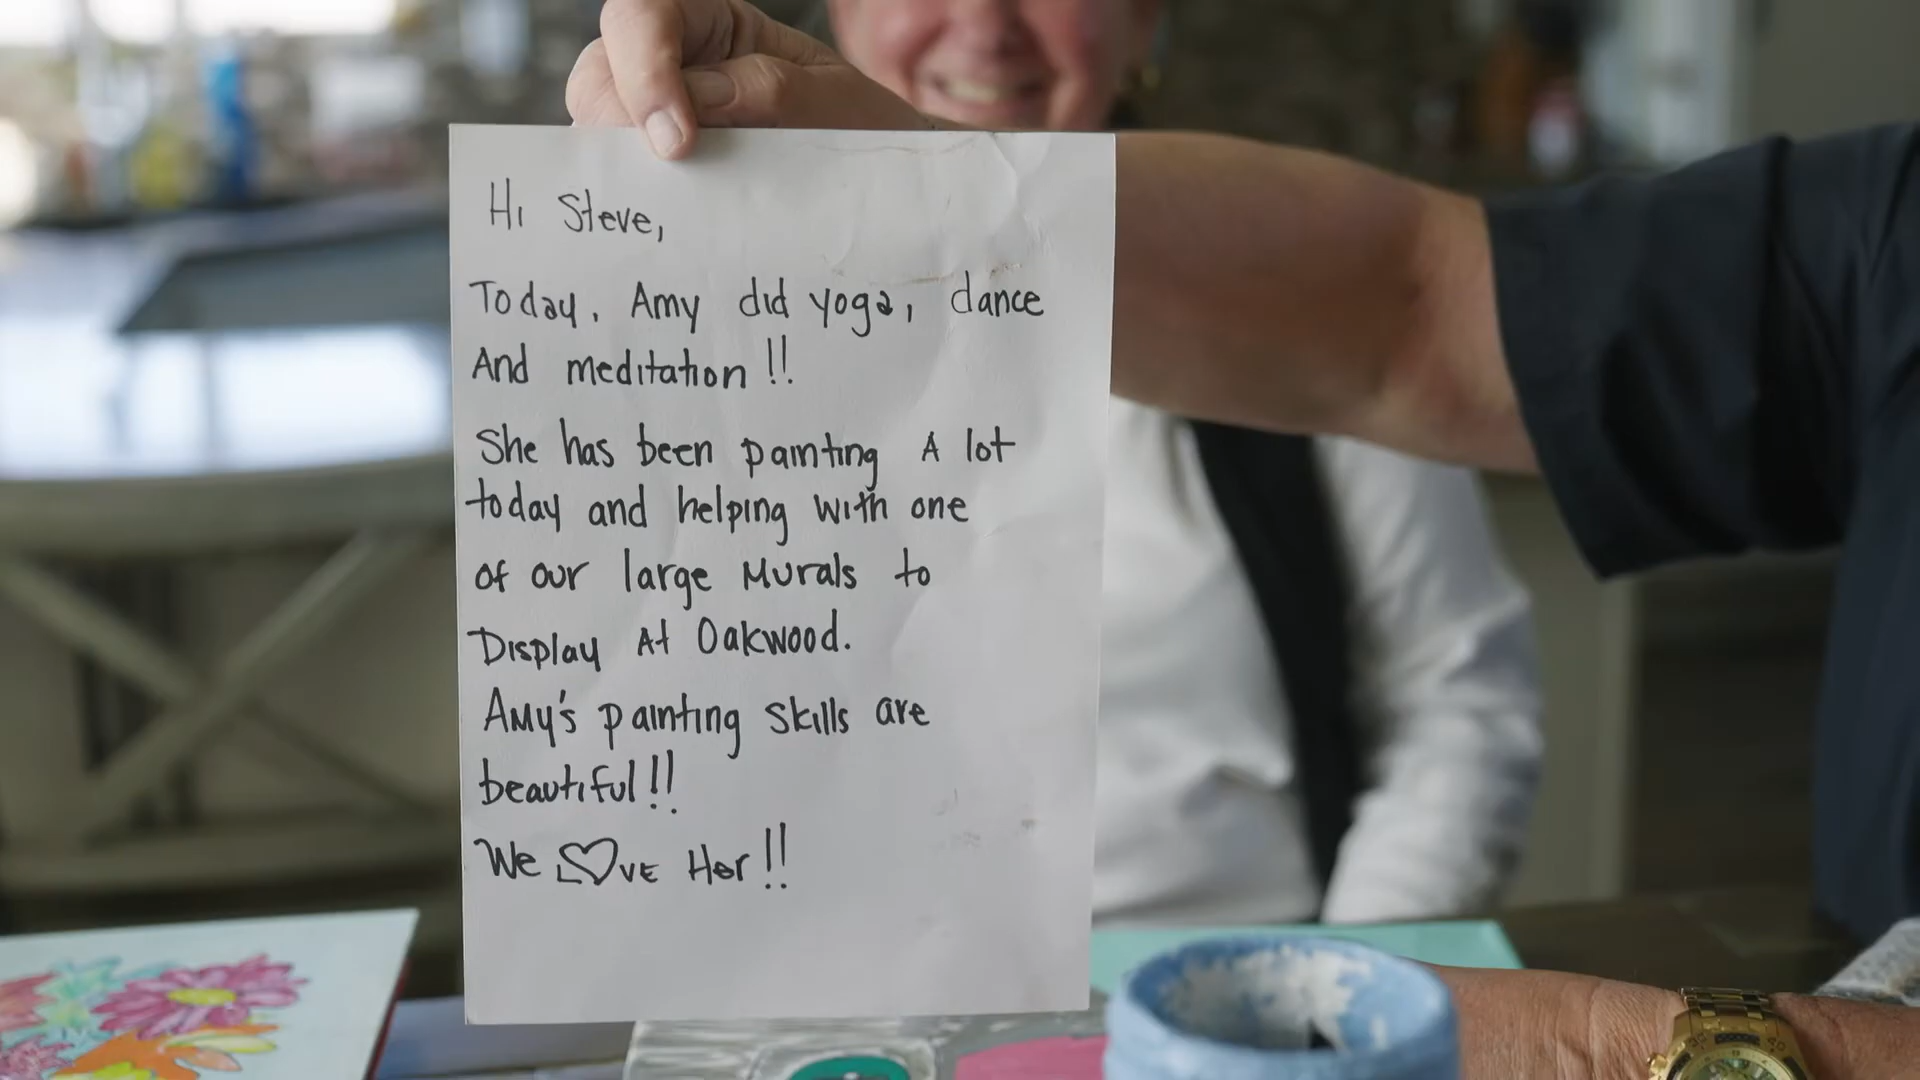 Hi Steve,
Today, Amy did yoga, dance
And meditation!!
She has been painting A lot
today and helping with one
of our large Murals to
Display At Oakwood.
Amy's painting skills are
beautiful!!
We Love Her!!